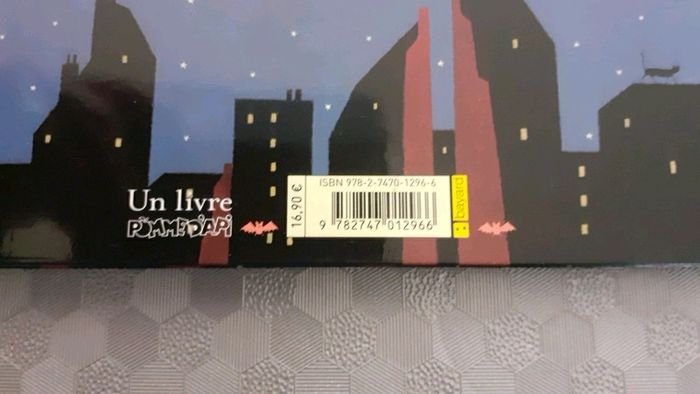 Un livre
POMME D'API
16,90 €
ISBN 978-2-7470-1296-6
9 782747 012966
bayard